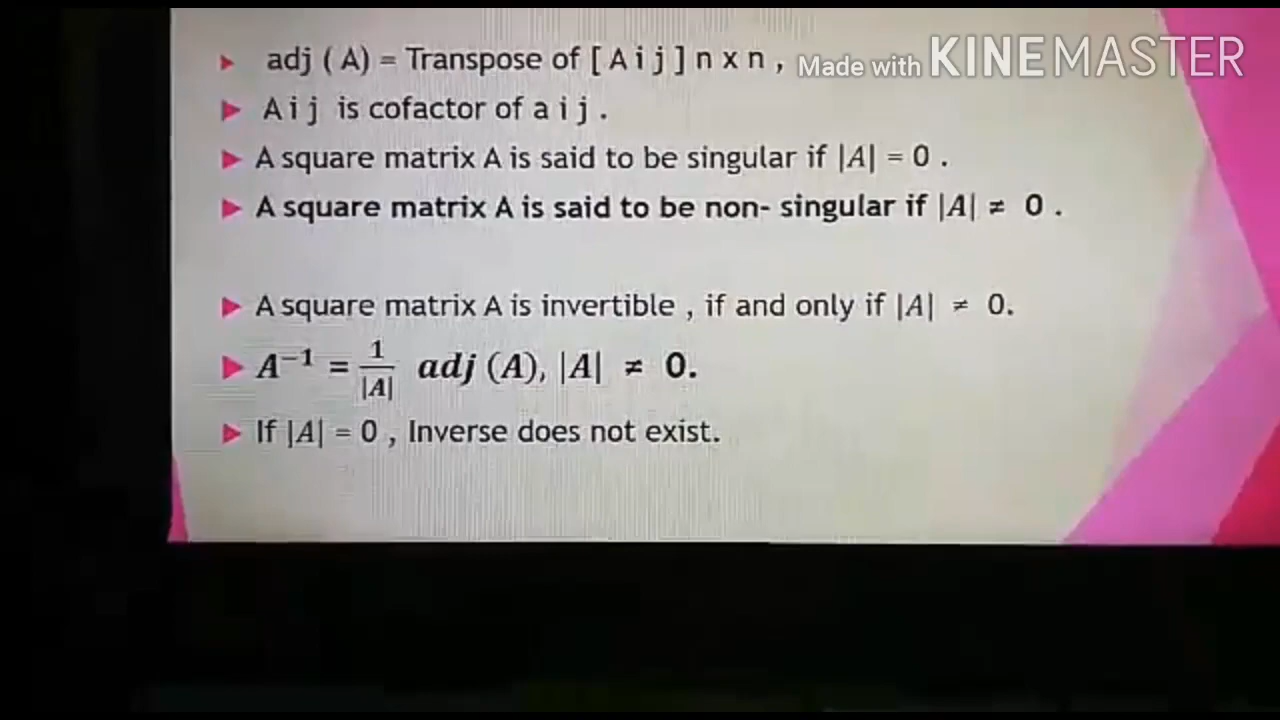 adj ( A) = Transpose of [ A i j ] n x n ,
Made with KINEMASTER
A i j is cofactor of a i j .
A square matrix A is said to be singular if |A| = 0 .
A square matrix A is said to be non- singular if |A| ≠ 0 .
A square matrix A is invertible , if and only if |A| ≠ 0.
A⁻¹ = 1/|A| adj (A), |A| ≠ 0.
If |A| = 0 , Inverse does not exist.